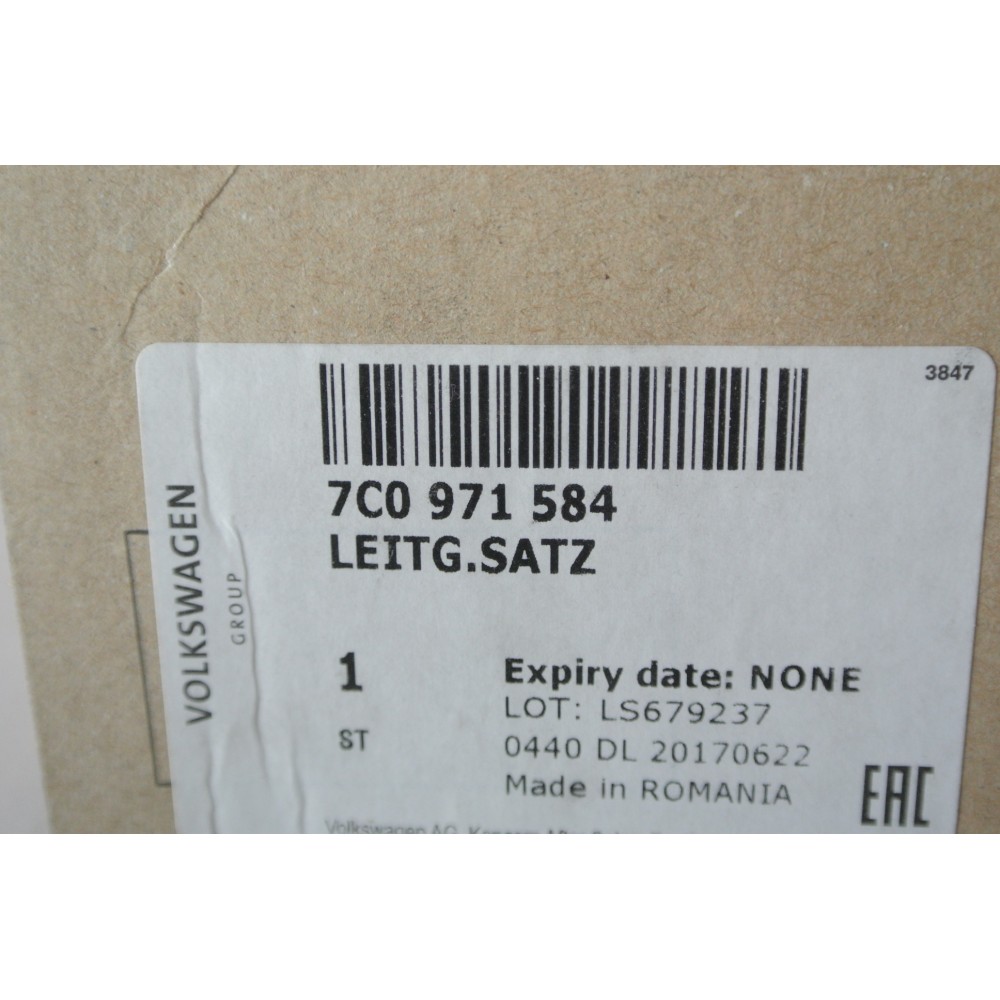 3847
7C0 971 584
LEITG.SATZ
VOLKSWAGEN
GROUP
1
ST
Expiry date: NONE
LOT: LS679237
0440 DL 20170622
Made in ROMANIA
EAC
Volkswagen AG